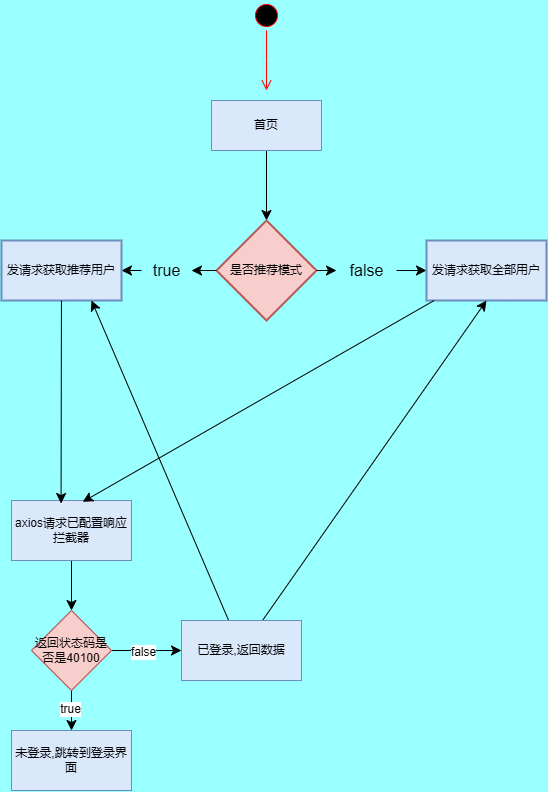 首页
发请求获取推荐用户
true
是否推荐模式
false
发请求获取全部用户
axios请求已配置响应
拦截器
返回状态码是
否是40100
false
已登录,返回数据
true
未登录,跳转到登录界
面